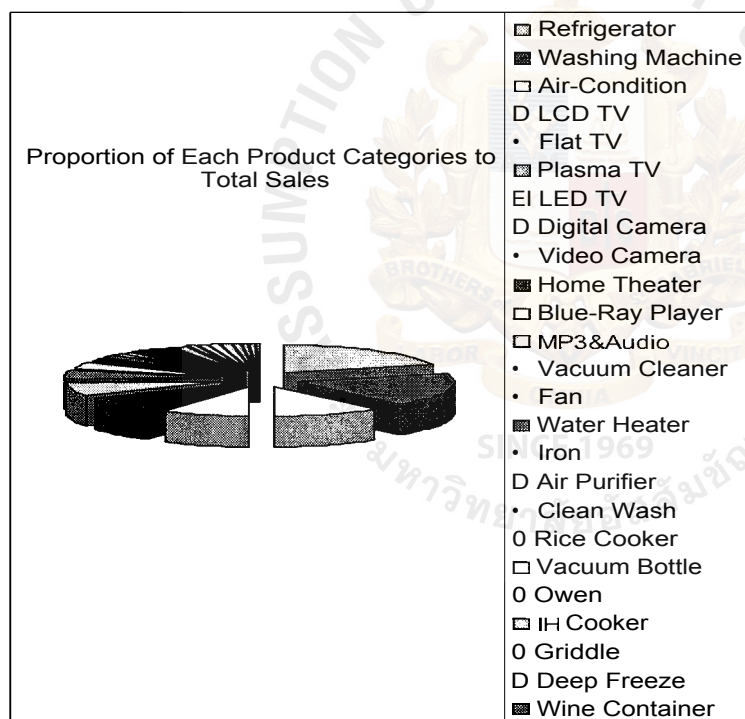 Proportion of Each Product Categories to
Total Sales
Refrigerator
Washing Machine
Air-Condition
D LCD TV
• Flat TV
Plasma TV
EI LED TV
D Digital Camera
• Video Camera
Home Theater
Blue-Ray Player
MP3&Audio
• Vacuum Cleaner
• Fan
Water Heater
• Iron
D Air Purifier
• Clean Wash
0 Rice Cooker
Vacuum Bottle
0 Owen
IH Cooker
0 Griddle
D Deep Freeze
Wine Container
SINCE 1969